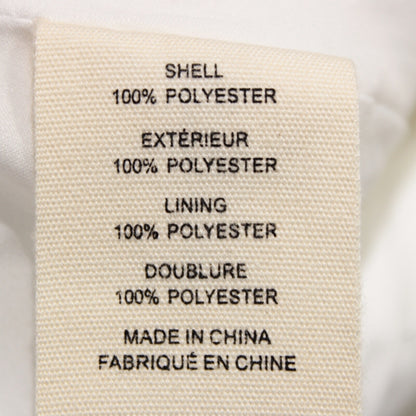 SHELL
100% POLYESTER
EXTÉRIEUR
100% POLYESTER
LINING
100% POLYESTER
DOUBLURE
100% POLYESTER
MADE IN CHINA
FABRIQUÉ EN CHINE